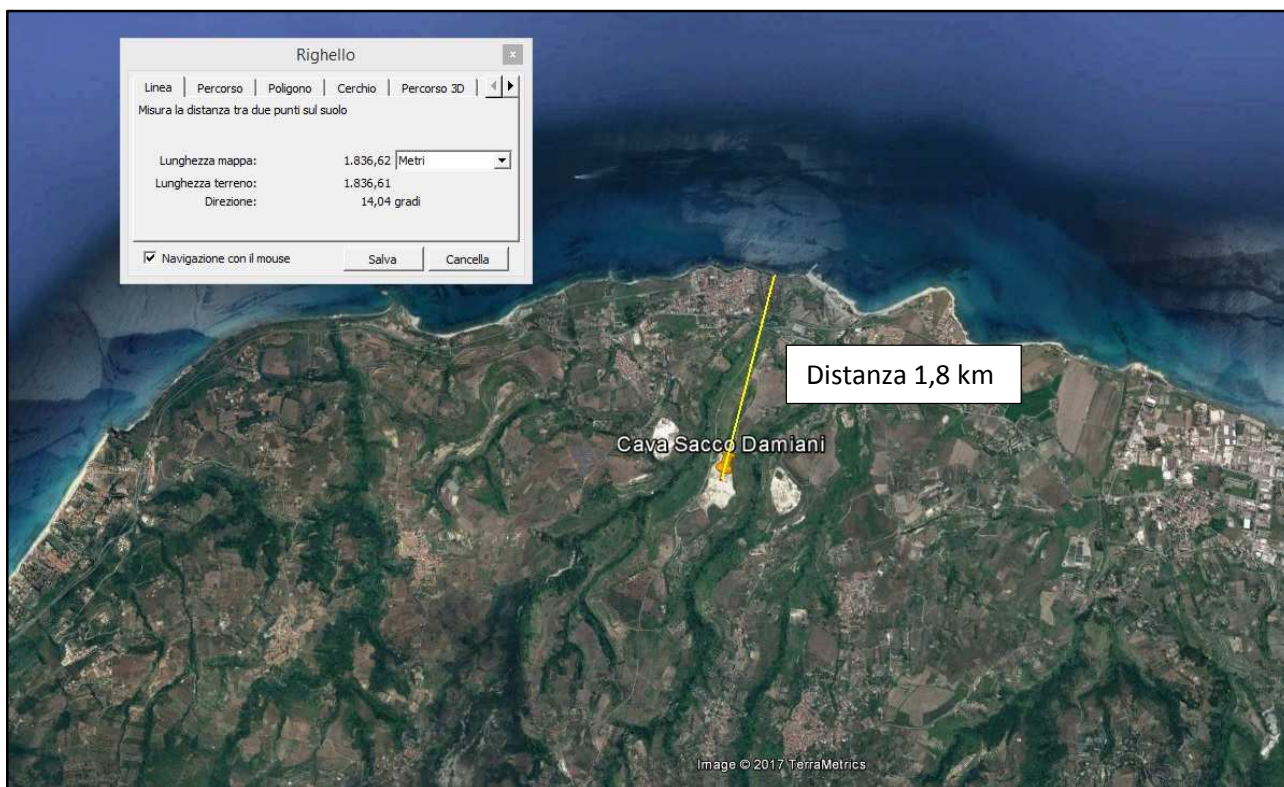 Righello
Linea Percorso Poligono Cerchio Percorso 3D
Misura la distanza tra due punti sul suolo
Lunghezza mappa: 1.836,62 Metri
Lunghezza terreno: 1.836,61
Direzione: 14,04 gradi
Navigazione con il mouse Salva Cancella
Distanza 1,8 km
Cava Sacco Damiani
Image © 2017 TerraMetrics